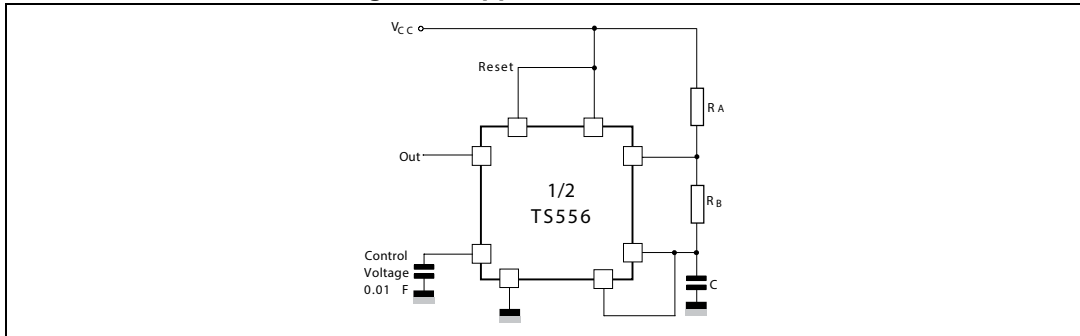 VCC
Reset
RA
Out
1/2
TS556
RB
Control
Voltage
0.01 F
C